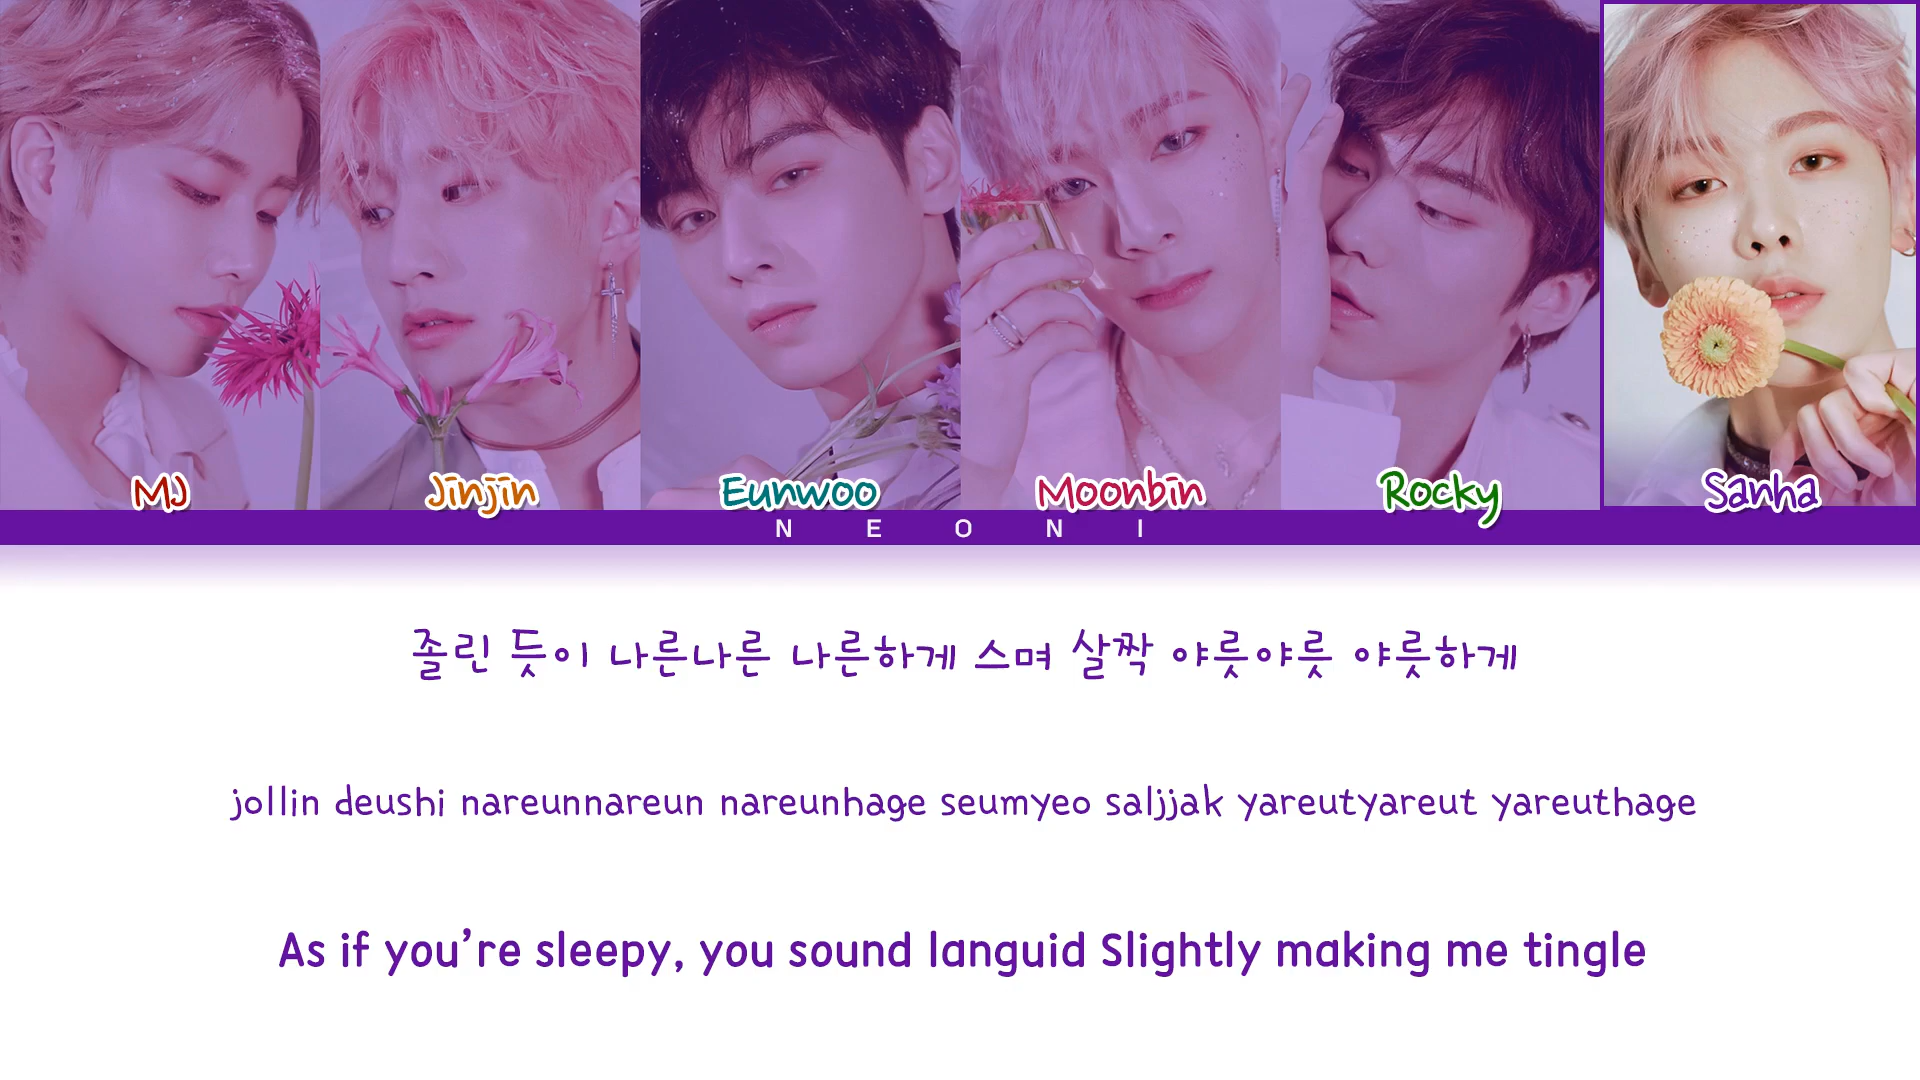 MJ
Jinjin
Eunwoo
Moonbin
Rocky
Sanha
NEONI
졸린 듯이 나른나른 나른하게 스며 살짝 야릇야릇 야릇하게
jollin deushi nareunnareun nareunhage seumyeo saljjak yareutyareut yareuthage
As if you’re sleepy, you sound languid Slightly making me tingle